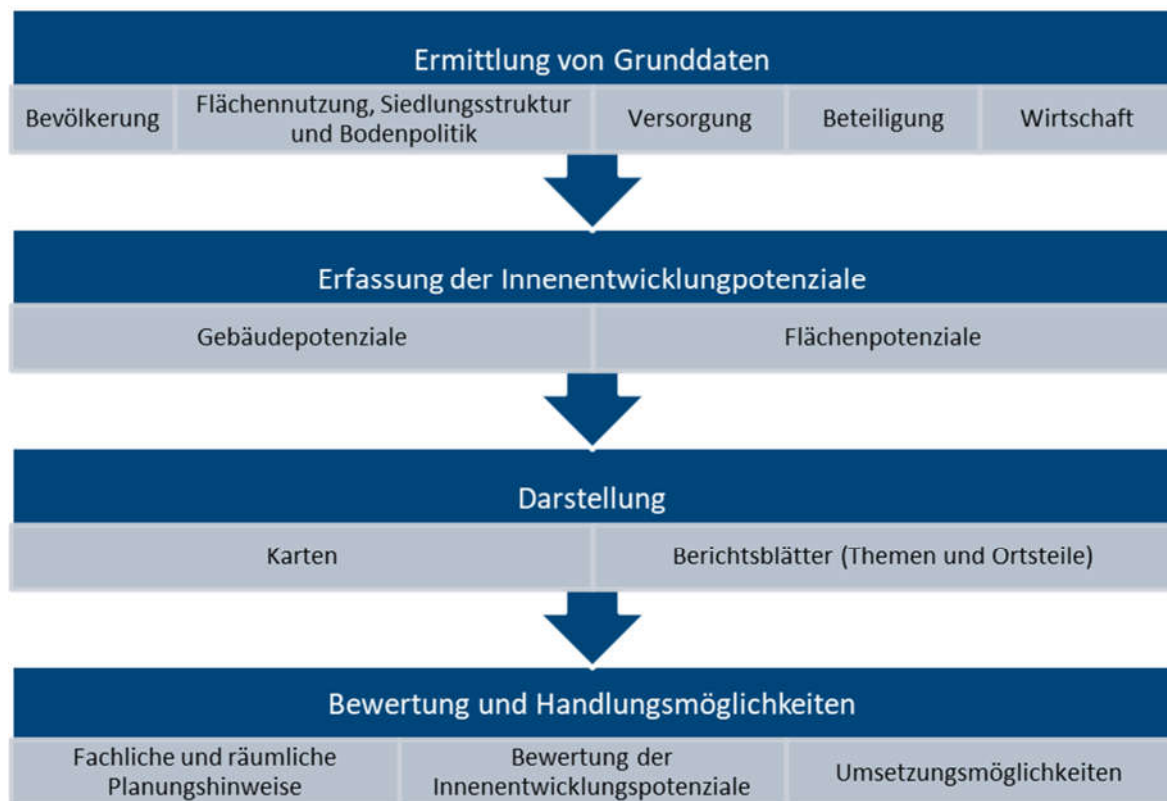 Ermittlung von Grunddaten
Bevölkerung
Flächennutzung, Siedlungsstruktur
und Bodenpolitik
Versorgung
Beteiligung
Wirtschaft
Erfassung der Innenentwicklungpotenziale
Gebäudepotenziale
Flächenpotenziale
Darstellung
Karten
Berichtsblätter (Themen und Ortsteile)
Bewertung und Handlungsmöglichkeiten
Fachliche und räumliche
Planungshinweise
Bewertung der
Innenentwicklungspotenziale
Umsetzungsmöglichkeiten